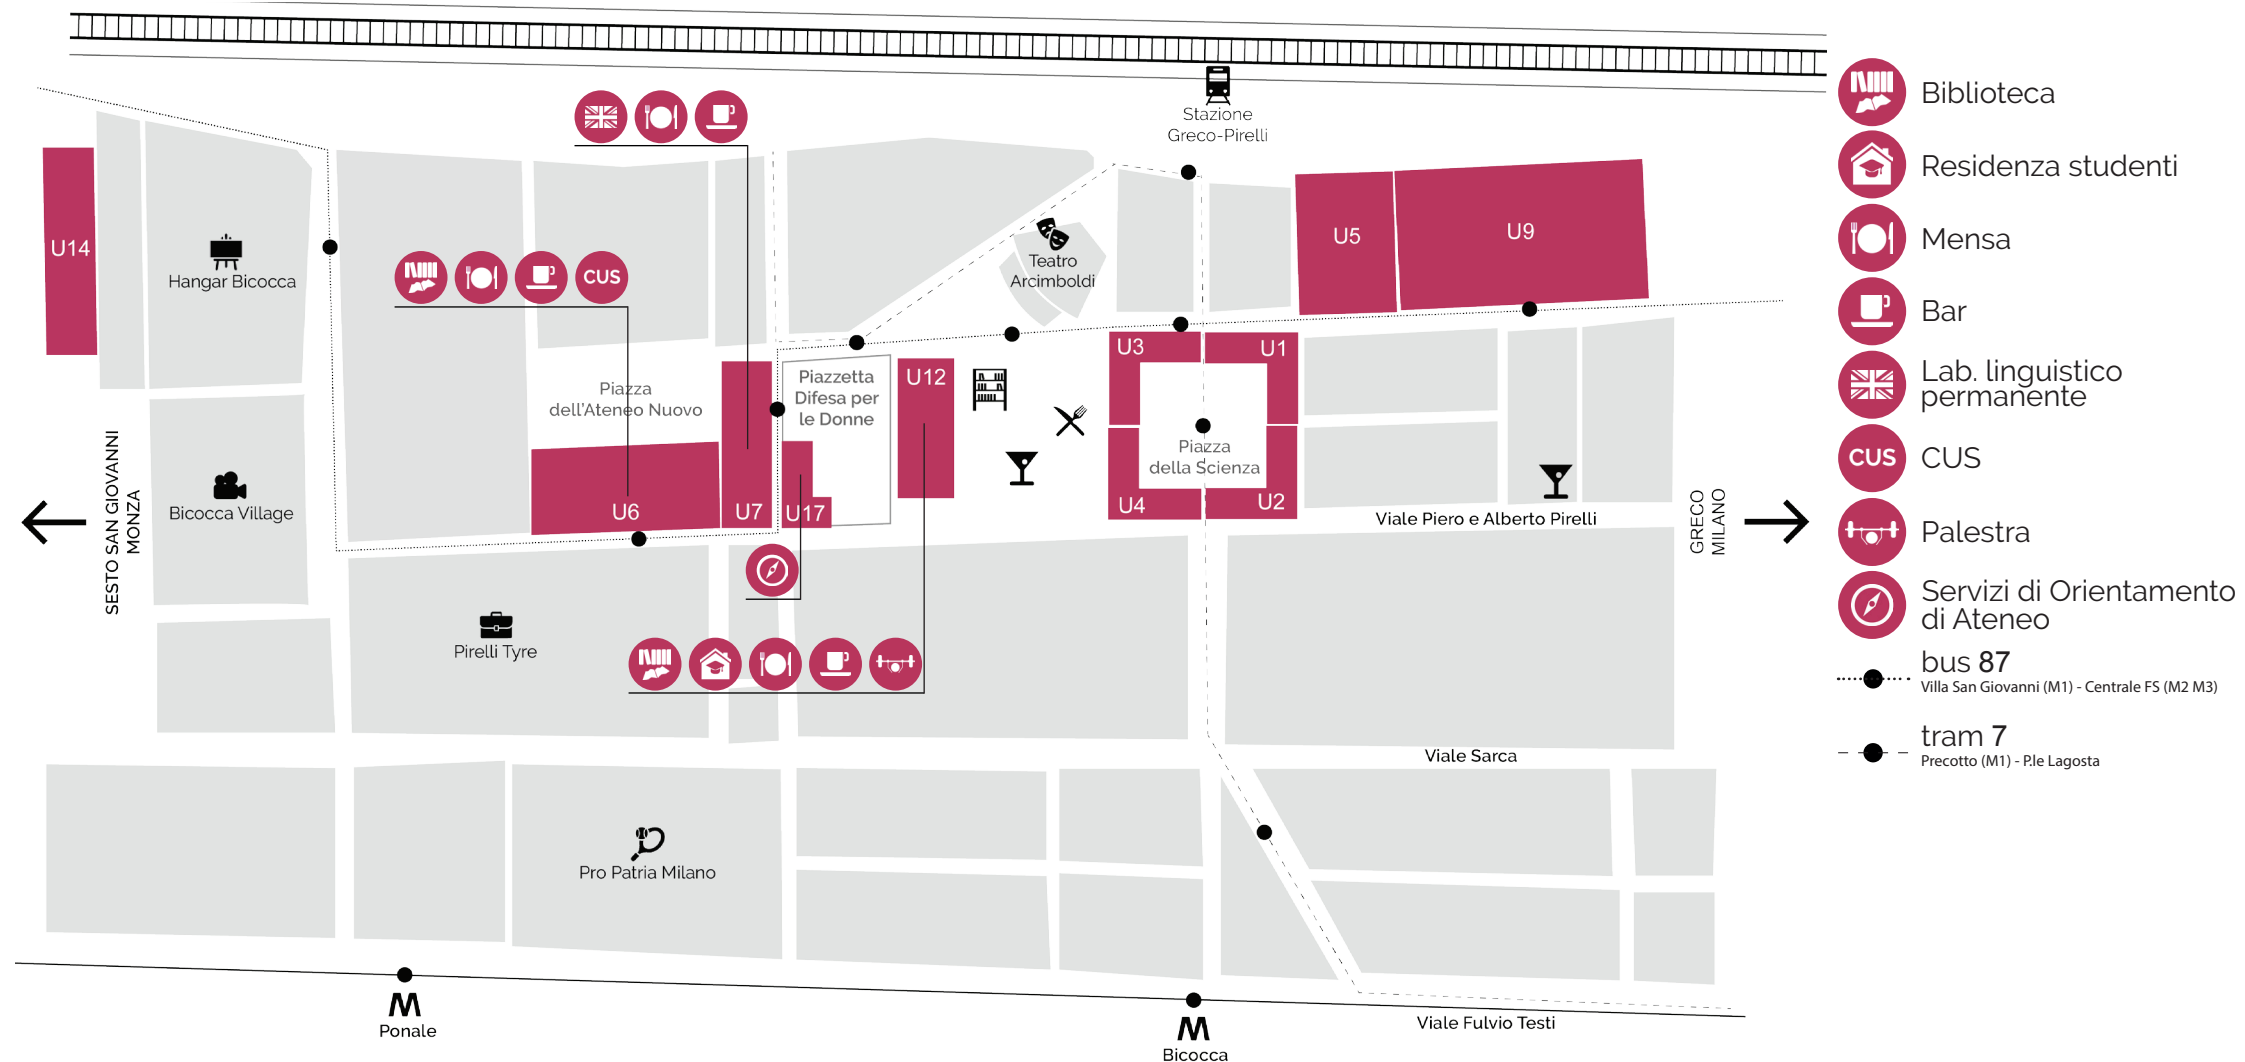 Stazione
Greco-Pirelli
U14
Hangar Bicocca
CUS
Teatro
Arcimboldi
U5
U9
Piazza
dell'Ateneo Nuovo
Piazzetta
Difesa per
le Donne
U12
U3
U1
Piazza
della Scienza
U4
U2
U6
U7
U17
SESTO SAN GIOVANNI
MONZA
Bicocca Village
Viale Piero e Alberto Pirelli
GRECO
MILANO
Pirelli Tyre
Viale Sarca
Pro Patria Milano
M
Ponale
M
Bicocca
Viale Fulvio Testi
Biblioteca
Residenza studenti
Mensa
Bar
Lab. linguistico
permanente
CUS
CUS
Palestra
Servizi di Orientamento
di Ateneo
bus 87
Villa San Giovanni (M1) - Centrale FS (M2 M3)
tram 7
Precotto (M1) - P.le Lagosta